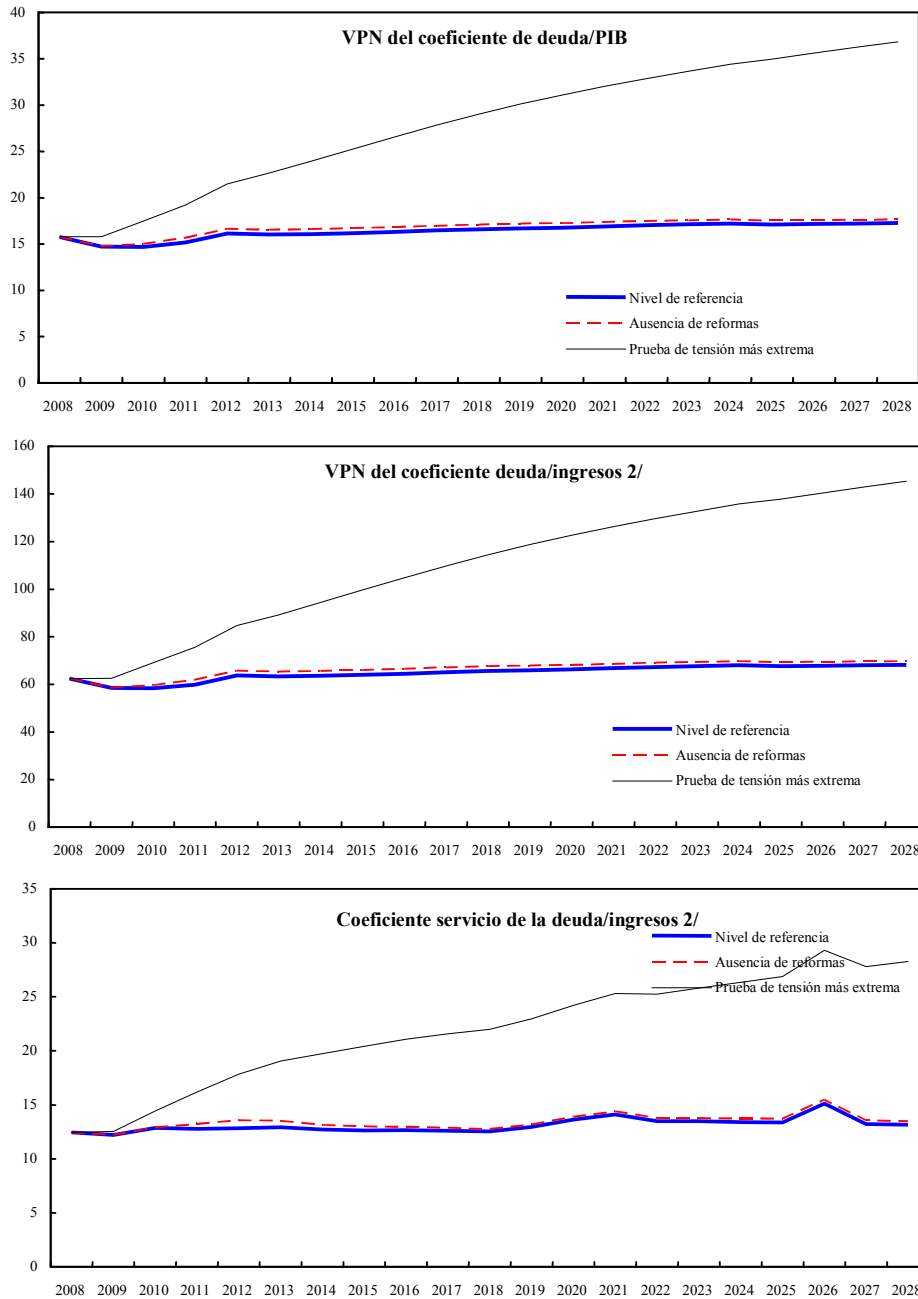 VPN del coeficiente de deuda/PIB
40
35
30
25
20
15
10
5
0
Nivel de referencia
Ausencia de reformas
Prueba de tensión más extrema
2008 2009 2010 2011 2012 2013 2014 2015 2016 2017 2018 2019 2020 2021 2022 2023 2024 2025 2026 2027 2028
VPN del coeficiente deuda/ingresos 2/
160
140
120
100
80
60
40
20
0
Nivel de referencia
Ausencia de reformas
Prueba de tensión más extrema
2008 2009 2010 2011 2012 2013 2014 2015 2016 2017 2018 2019 2020 2021 2022 2023 2024 2025 2026 2027 2028
Coeficiente servicio de la deuda/ingresos 2/
35
30
25
20
15
10
5
0
Nivel de referencia
Ausencia de reformas
Prueba de tensión más extrema
2008 2009 2010 2011 2012 2013 2014 2015 2016 2017 2018 2019 2020 2021 2022 2023 2024 2025 2026 2027 2028